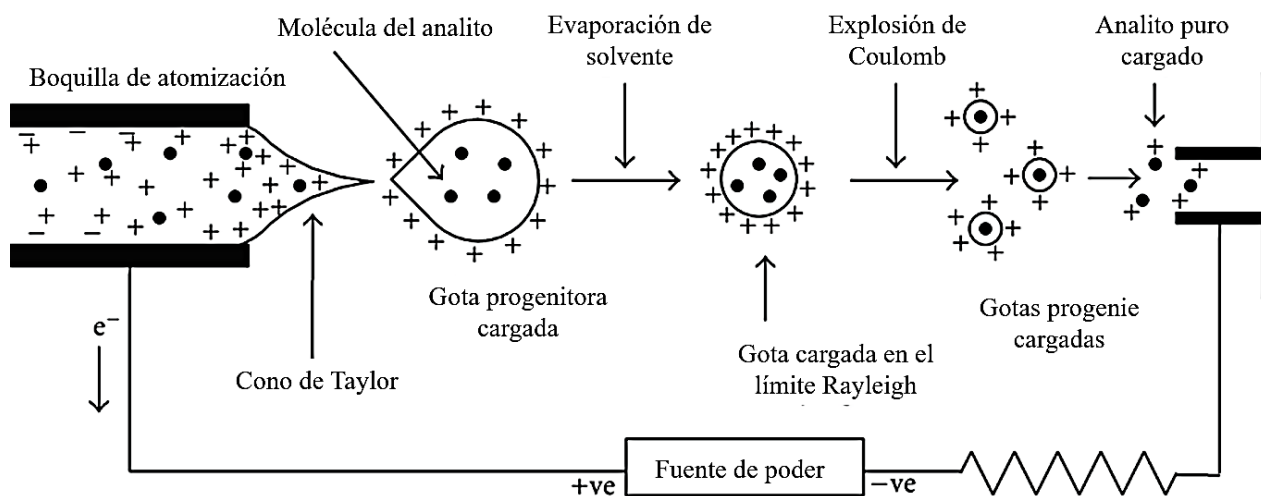 Molécula del analito
Evaporación de
solvente
Explosión de
Coulomb
Analito puro
cargado
Boquilla de atomización
Gota progenitora
cargada
Gotas progenie
cargadas
e⁻
Cono de Taylor
Gota cargada en el
límite Rayleigh
+ve
Fuente de poder
−ve